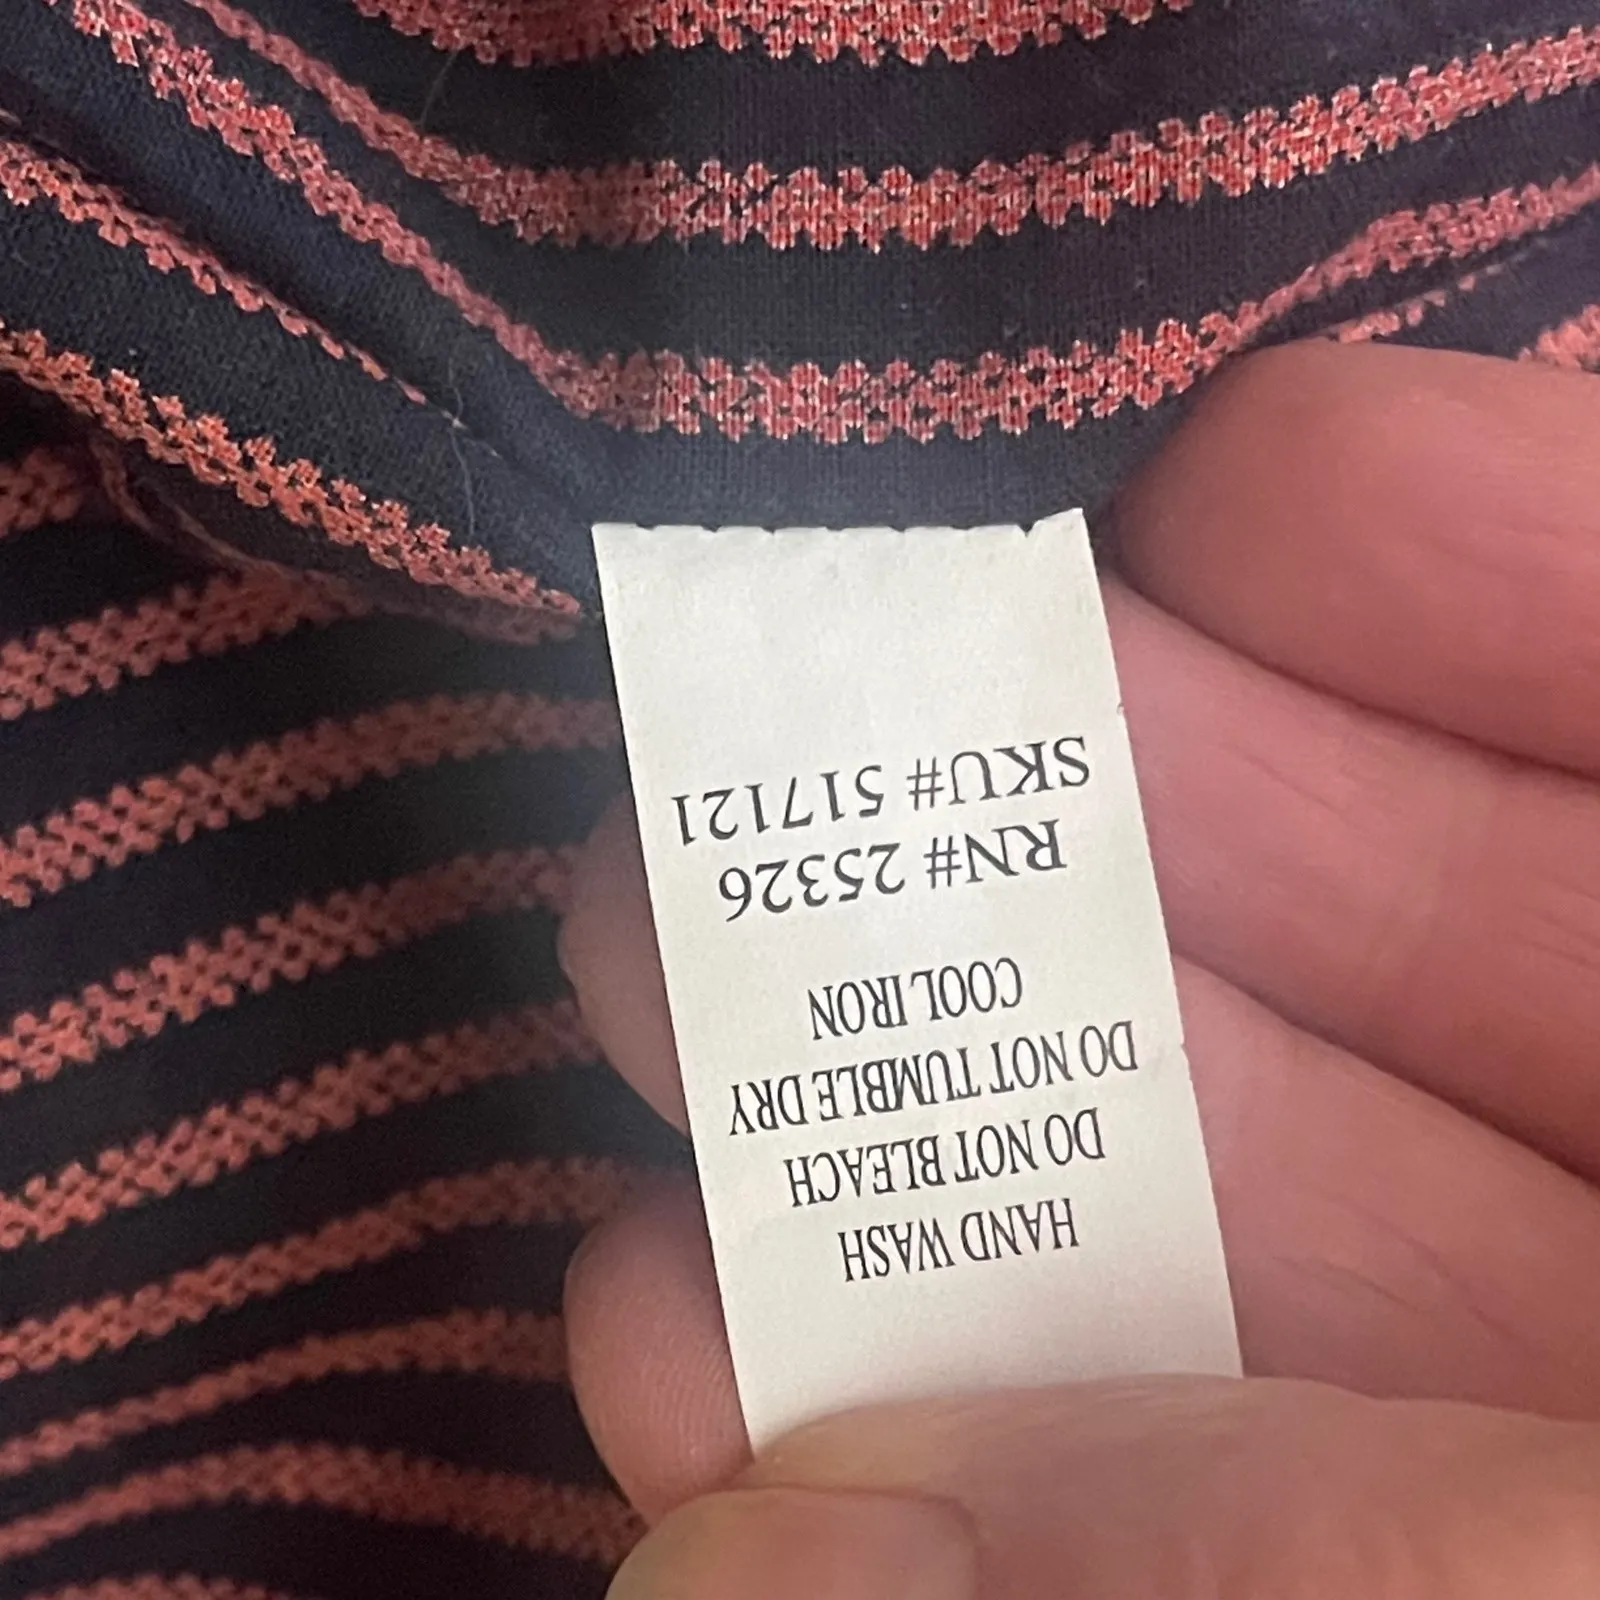 HAND WASH
DO NOT BLEACH
DO NOT TUMBLE DRY
COOL IRON
RN# 25326
SKU# 517121